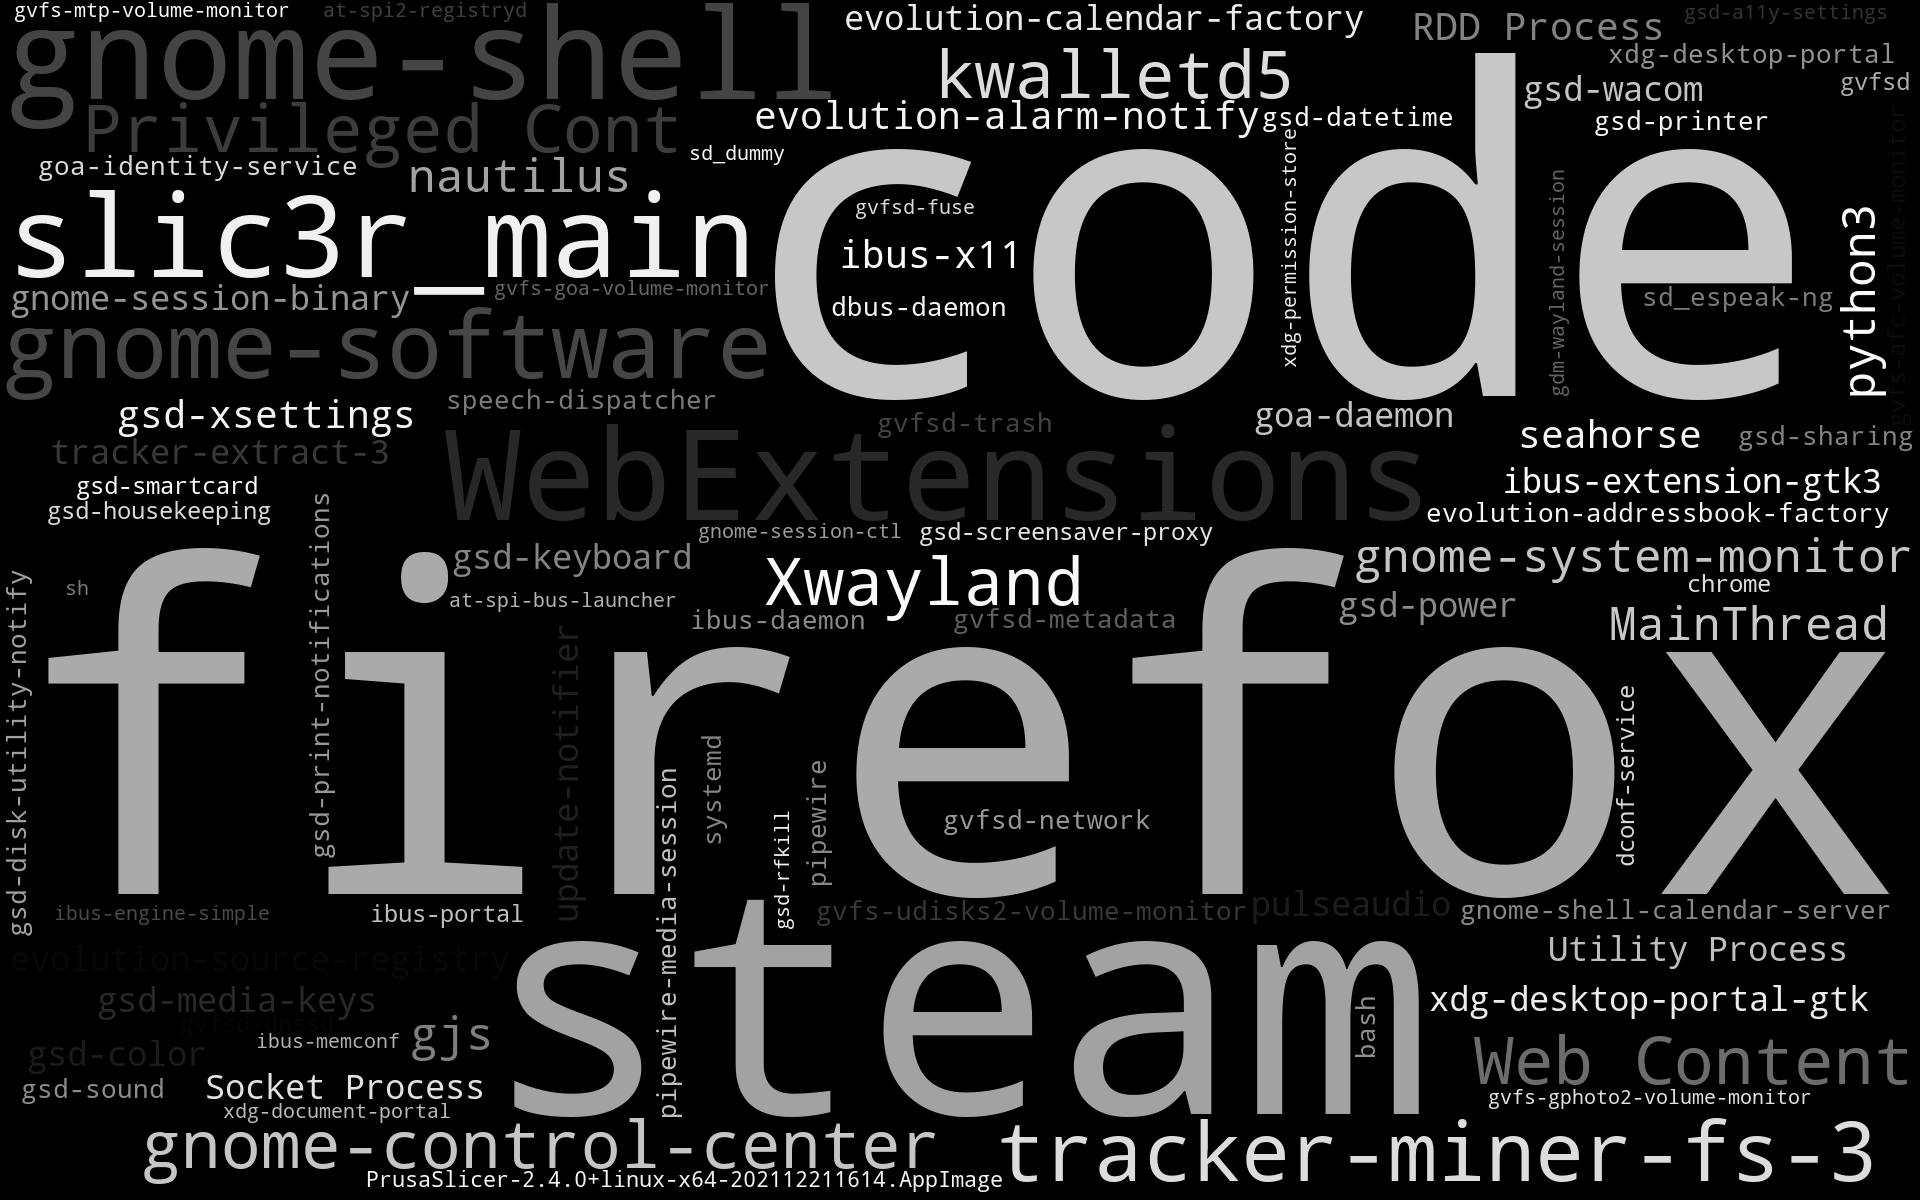 gvfs-mtp-volume-monitor
at-spi2-registryd
evolution-calendar-factory
RDD Process
gsd-a11y-settings
gnome-shell
kwalletd5
xdg-desktop-portal
gsd-wacom
gvfsd
Privileged Cont
evolution-alarm-notify
gsd-datetime
gsd-printer
goa-identity-service
nautilus
sd_dummy
code
xdg-permission-store
gdm-wayland-session
python3
gvfs-afc-volume-monitor
slic3r_main
gvfsd-fuse
ibus-x11
gnome-session-binary
gvfs-goa-volume-monitor
dbus-daemon
sd_espeak-ng
gnome-software
gsd-xsettings
speech-dispatcher
gvfsd-trash
goa-daemon
seahorse
gsd-sharing
tracker-extract-3
WebExtensions
gsd-smartcard
ibus-extension-gtk3
gsd-housekeeping
evolution-addressbook-factory
gsd-print-notifications
gnome-session-ctl
gsd-screensaver-proxy
gsd-keyboard
Xwayland
gnome-system-monitor
sh
chrome
at-spi-bus-launcher
gsd-power
ibus-daemon
gvfsd-metadata
MainThread
gsd-disk-utility-notify
firefox
update-notifier
dconf-service
systemd
pipewire-media-session
pipewire
gsd-rfkill
gvfsd-network
ibus-engine-simple
ibus-portal
gvfs-udisks2-volume-monitor
pulseaudio
gnome-shell-calendar-server
steam
evolution-source-registry
Utility Process
gsd-media-keys
xdg-desktop-portal-gtk
bash
gvfsd-dnssd
ibus-memconf
gjs
gsd-color
Web Content
gsd-sound
Socket Process
xdg-document-portal
gvfs-gphoto2-volume-monitor
gnome-control-center
tracker-miner-fs-3
PrusaSlicer-2.4.0+linux-x64-202112211614.AppImage